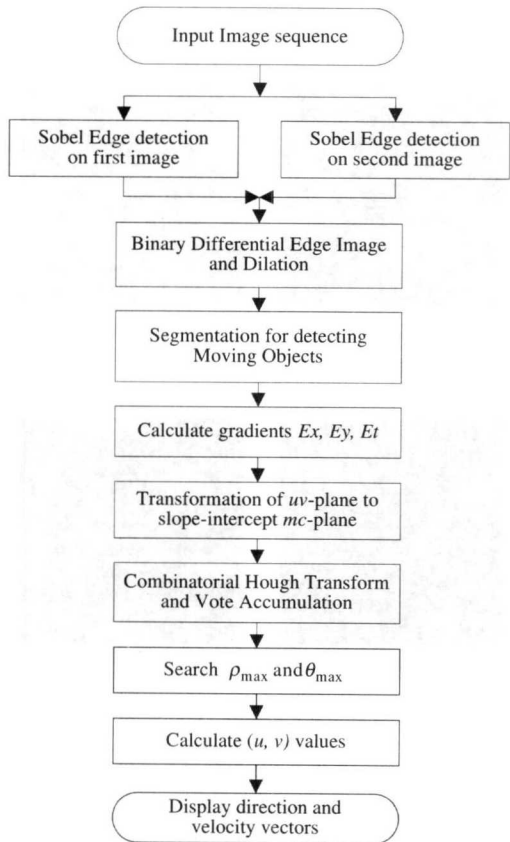 Input Image sequence
Sobel Edge detection
on first image
Sobel Edge detection
on second image
Binary Differential Edge Image
and Dilation
Segmentation for detecting
Moving Objects
Calculate gradients Ex, Ey, Et
Transformation of uv-plane to
slope-intercept mc-plane
Combinatorial Hough Transform
and Vote Accumulation
Search ρmax and θmax
Calculate (u, v) values
Display direction and
velocity vectors